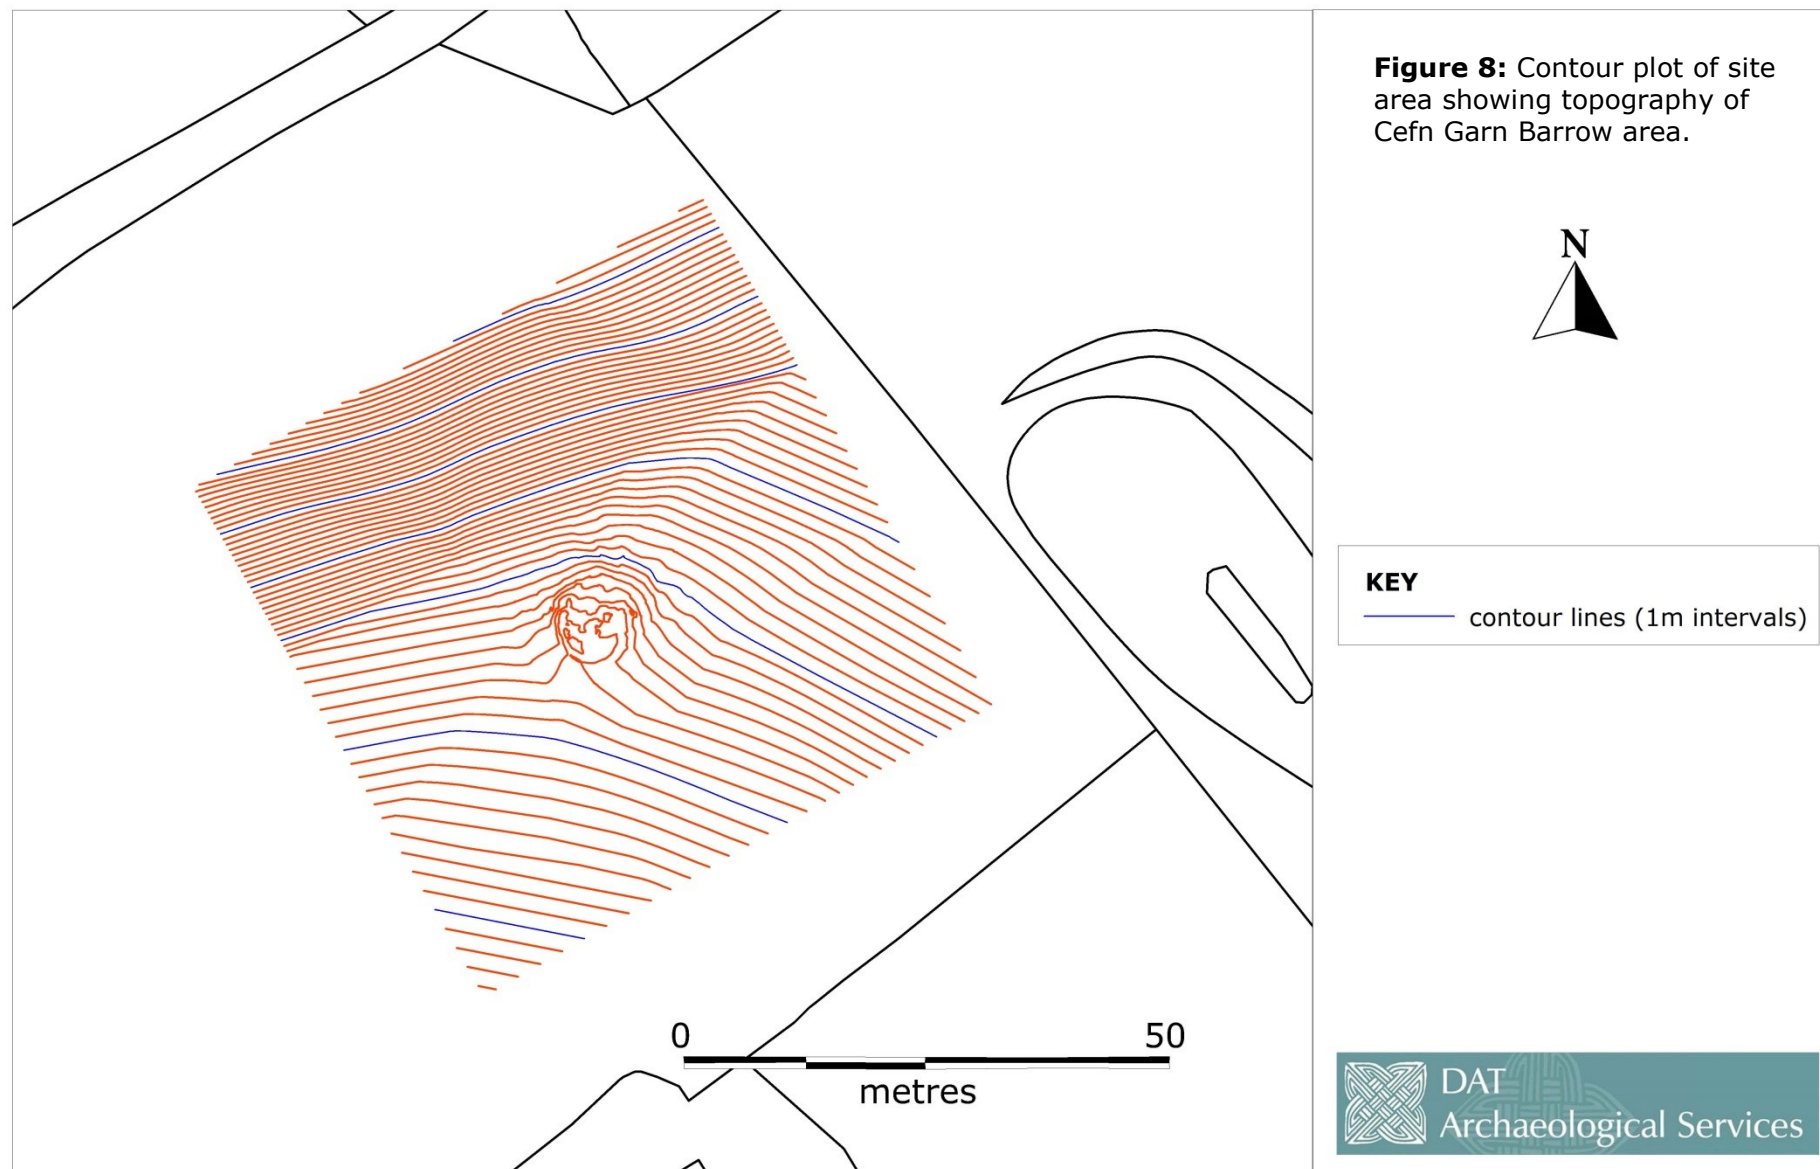 Figure 8: Contour plot of site
area showing topography of
Cefn Garn Barrow area.
N
KEY
contour lines (1m intervals)
0 50
metres
DAT
Archaeological Services